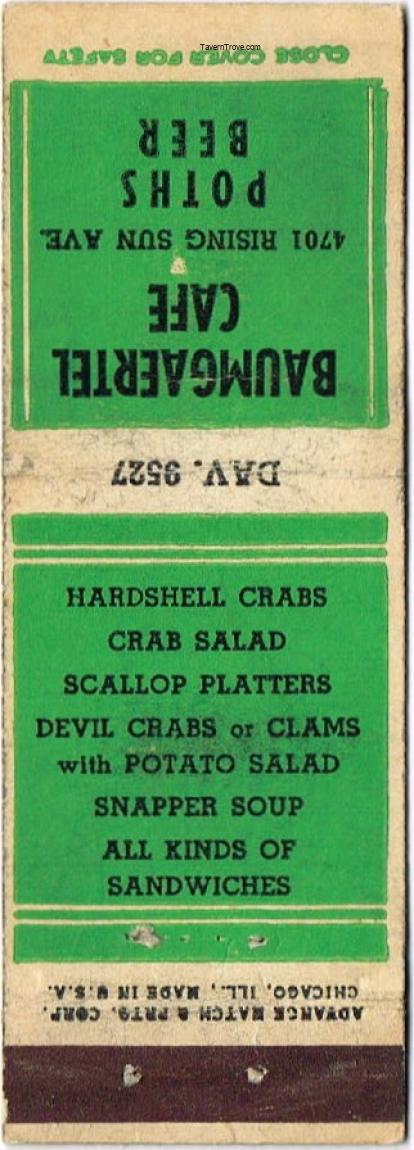 TavernTrove.com
CLOSE COVER FOR SAFETY
BAUMGAERTEL
CAFE
4701 RISING SUN AVE.
POTHS
BEER
DAV. 9527
HARDSHELL CRABS
CRAB SALAD
SCALLOP PLATTERS
DEVIL CRABS or CLAMS
with POTATO SALAD
SNAPPER SOUP
ALL KINDS OF
SANDWICHES
ADVANCE MATCH & PRTG. CORP.
CHICAGO, ILL., MADE IN U.S.A.